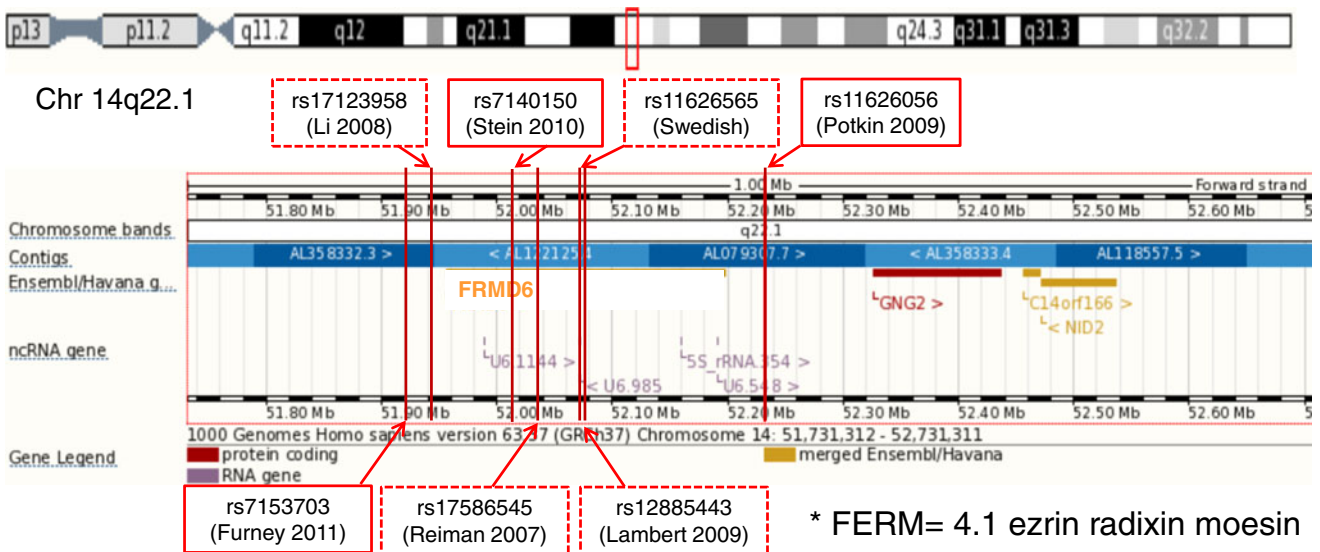 p13 p11.2 q11.2 q12 q21.1 q24.3 q31.1 q31.3 q32.2
Chr 14q22.1
rs17123958
(Li 2008)
rs7140150
(Stein 2010)
rs11626565
(Swedish)
rs11626056
(Potkin 2009)
1.00 Mb Forward strand
51.80 Mb 51.90 Mb 52.00 Mb 52.10 Mb 52.20 Mb 52.30 Mb 52.40 Mb 52.50 Mb 52.60 Mb 5
Chromosome bands q22.1
Contigs AL358332.3 > < AL122125.4 AL079307.7 > < AL358333.4 AL118557.5 >
Ensembl/Havana g...
FRMD6 GNG2 > C14orf166 >
< NID2
ncRNA gene U6.1144 > 5S_rRNA.354 >
< U6.985 U6.548 >
51.80 Mb 51.90 Mb 52.00 Mb 52.10 Mb 52.20 Mb 52.30 Mb 52.40 Mb 52.50 Mb 52.60 Mb 5
1000 Genomes Homo sapiens version 63.37 (GRCh37) Chromosome 14: 51,731,312 - 52,731,311
Gene Legend protein coding merged Ensembl/Havana
RNA gene
rs7153703
(Furney 2011)
rs17586545
(Reiman 2007)
rs12885443
(Lambert 2009)
* FERM= 4.1 ezrin radixin moesin